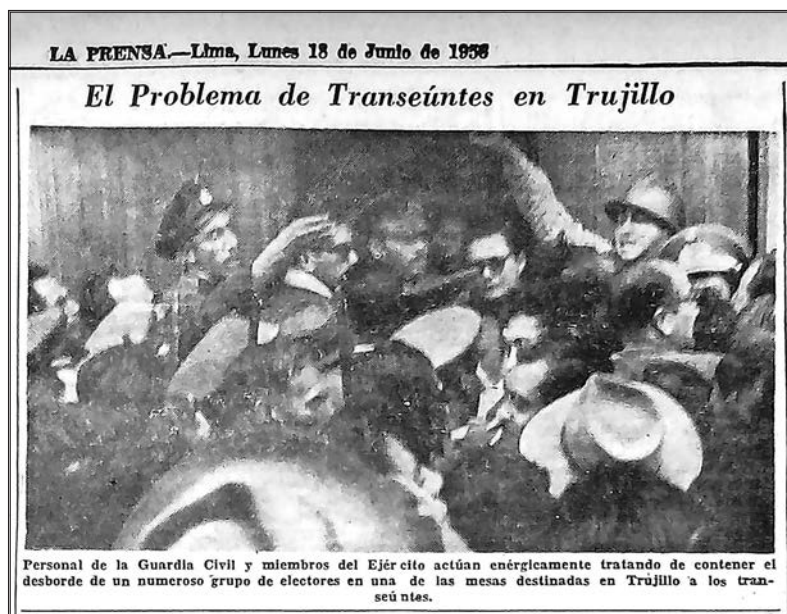 LA PRENSA.—Lima, Lunes 18 de Junio de 1956
El Problema de Transeúntes en Trujillo
Personal de la Guardia Civil y miembros del Ejército actúan enérgicamente tratando de contener el
desborde de un numeroso grupo de electores en una de las mesas destinadas en Trujillo a los tran-
seúntes.